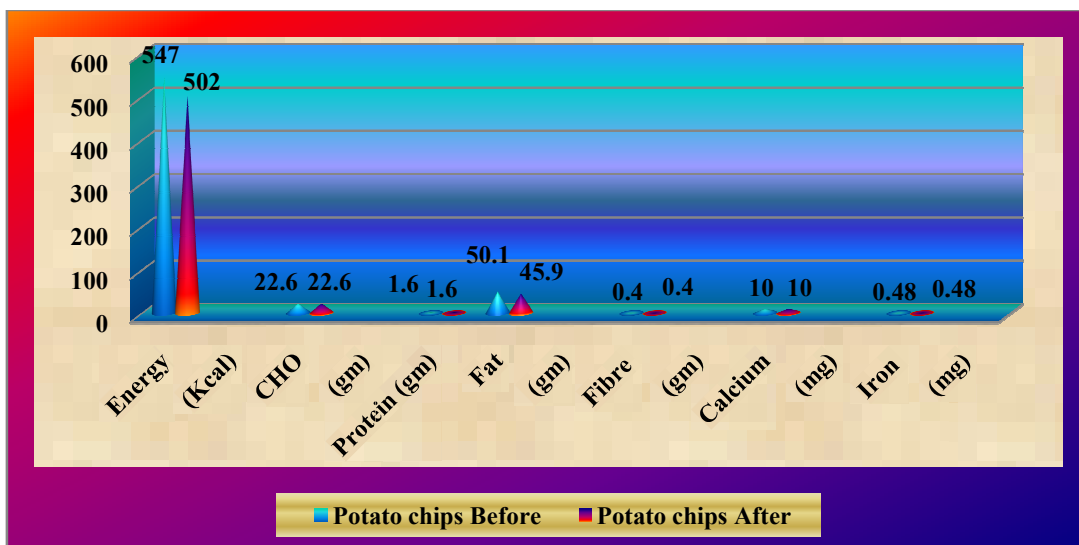 547
600
502
500
400
300
200
50.1
45.9
100
22.6 22.6
1.6 1.6
0.4 0.4
10 10
0.48 0.48
0
Energy (Kcal)
CHO (gm)
Protein (gm)
Fat (gm)
Fibre (gm)
Calcium (mg)
Iron (mg)
Potato chips Before Potato chips After